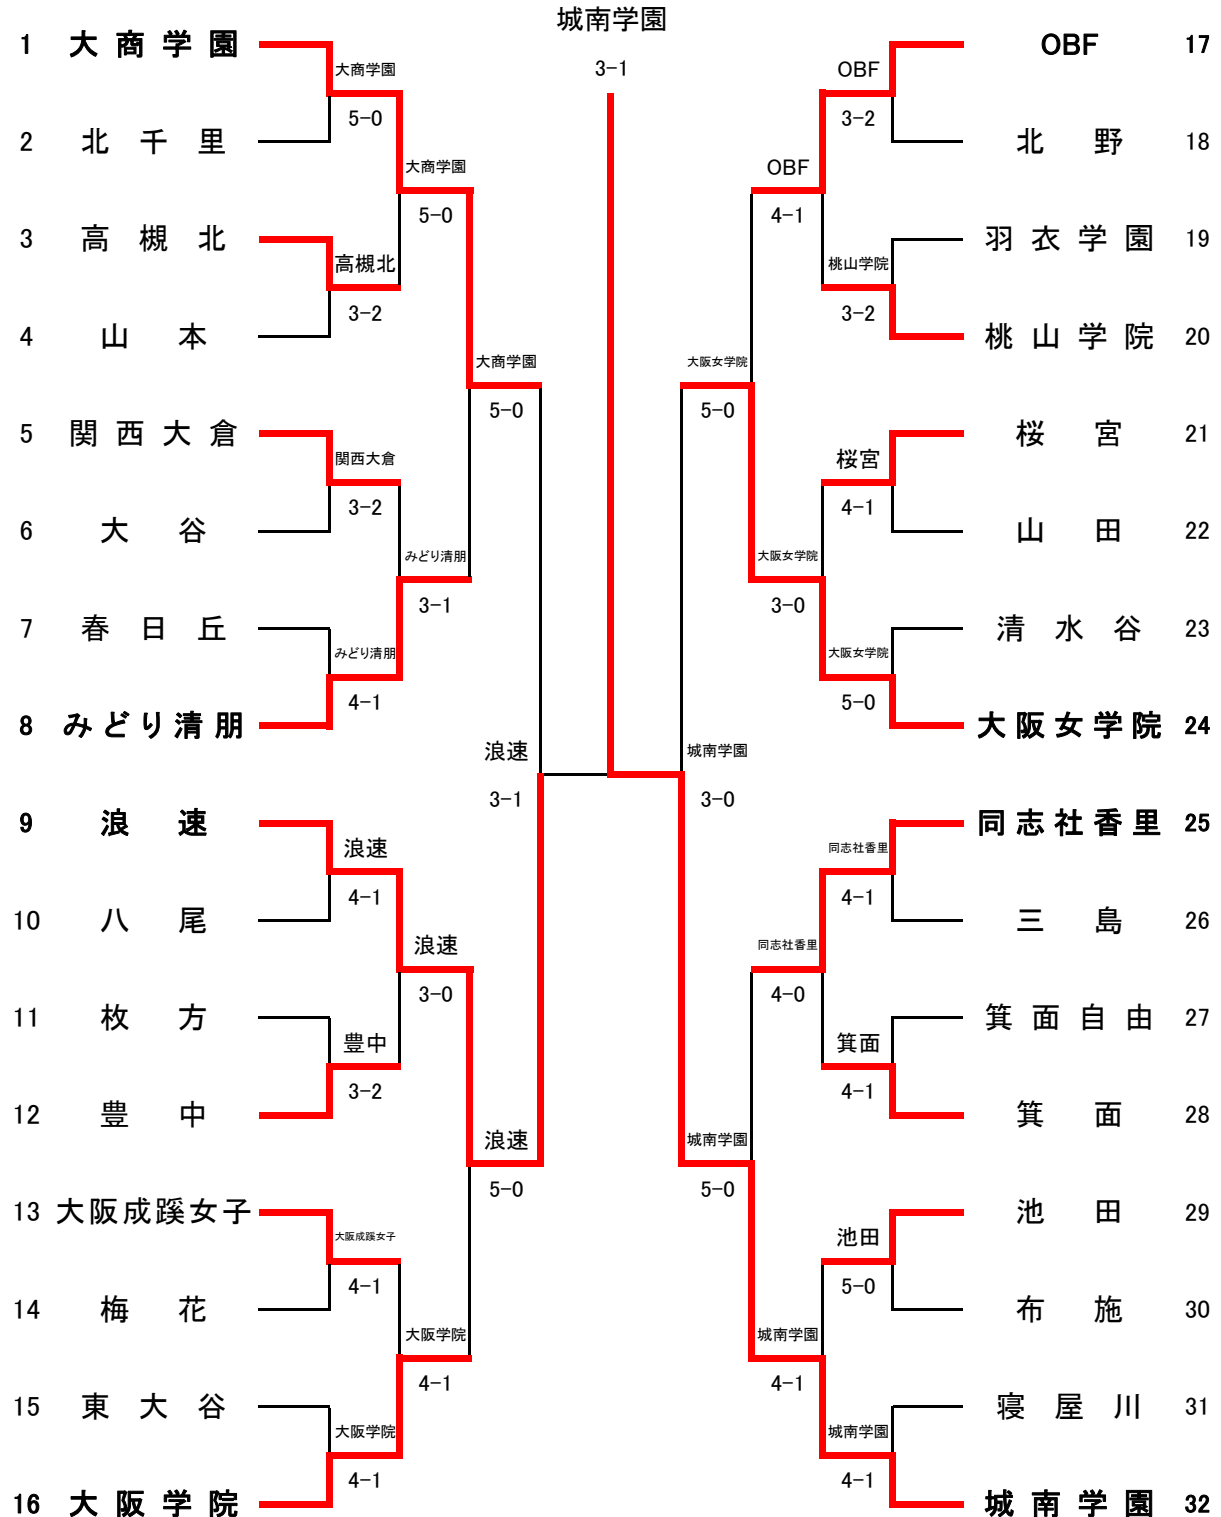 城南学園
3-1
1 大商学園
大商学園
5-0
2 北千里
大商学園
5-0
3 高槻北
高槻北
3-2
4 山本
大商学園
5-0
5 関西大倉
関西大倉
3-2
6 大谷
みどり清朋
3-1
7 春日丘
みどり清朋
4-1
8 みどり清朋
浪速
3-1
9 浪速
浪速
4-1
10 八尾
浪速
3-0
11 枚方
豊中
3-2
12 豊中
浪速
5-0
13 大阪成蹊女子
大阪成蹊女子
4-1
14 梅花
大阪学院
4-1
15 東大谷
大阪学院
4-1
16 大阪学院
OBF 17
OBF
3-2
北野 18
OBF
4-1
羽衣学園 19
桃山学院
3-2
桃山学院 20
大阪女学院
5-0
桜宮 21
桜宮
4-1
山田 22
大阪女学院
3-0
清水谷 23
大阪女学院
5-0
大阪女学院 24
城南学園
3-0
同志社香里 25
同志社香里
4-1
三島 26
同志社香里
4-0
箕面自由 27
箕面
4-1
箕面 28
城南学園
5-0
池田 29
池田
5-0
布施 30
城南学園
4-1
寝屋川 31
城南学園
4-1
城南学園 32